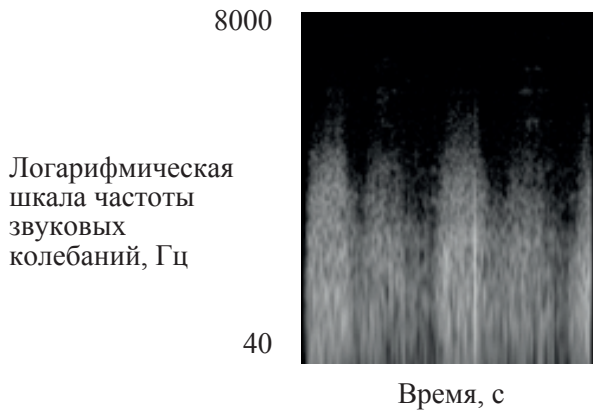 8000
Логарифмическая
шкала частоты
звуковых
колебаний, Гц
40
Время, с